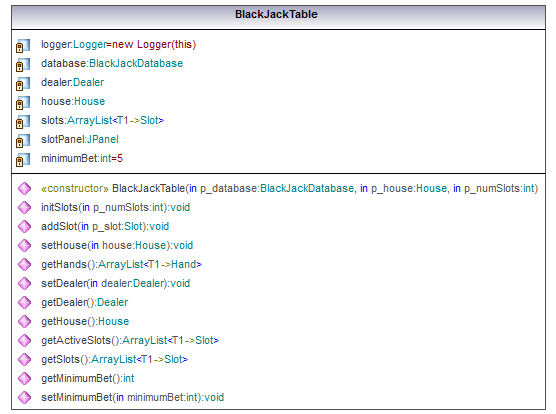 BlackJackTable
logger:Logger=new Logger(this)
database:BlackJackDatabase
dealer:Dealer
house:House
slots:ArrayList<T1->Slot>
slotPanel:JPanel
minimumBet:int=5
«constructor» BlackJackTable(in p_database:BlackJackDatabase, in p_house:House, in p_numSlots:int)
initSlots(in p_numSlots:int):void
addSlot(in p_slot:Slot):void
setHouse(in house:House):void
getHands():ArrayList<T1->Hand>
setDealer(in dealer:Dealer):void
getDealer():Dealer
getHouse():House
getActiveSlots():ArrayList<T1->Slot>
getSlots():ArrayList<T1->Slot>
getMinimumBet():int
setMinimumBet(in minimumBet:int):void